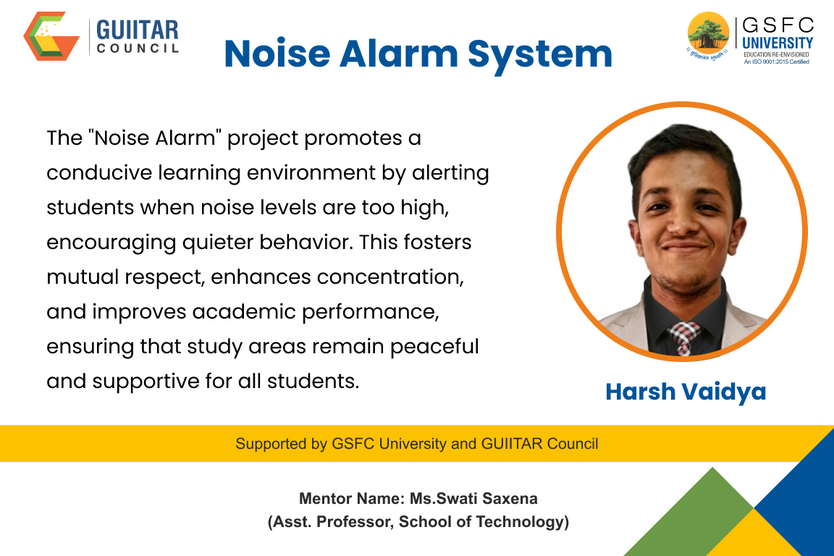 GUIITAR
COUNCIL
Noise Alarm System
GSFC
UNIVERSITY
EDUCATION RE-ENVISIONED
An ISO 9001:2015 Certified
The "Noise Alarm" project promotes a
conducive learning environment by alerting
students when noise levels are too high,
encouraging quieter behavior. This fosters
mutual respect, enhances concentration,
and improves academic performance,
ensuring that study areas remain peaceful
and supportive for all students.
Harsh Vaidya
Supported by GSFC University and GUIITAR Council
Mentor Name: Ms.Swati Saxena
(Asst. Professor, School of Technology)